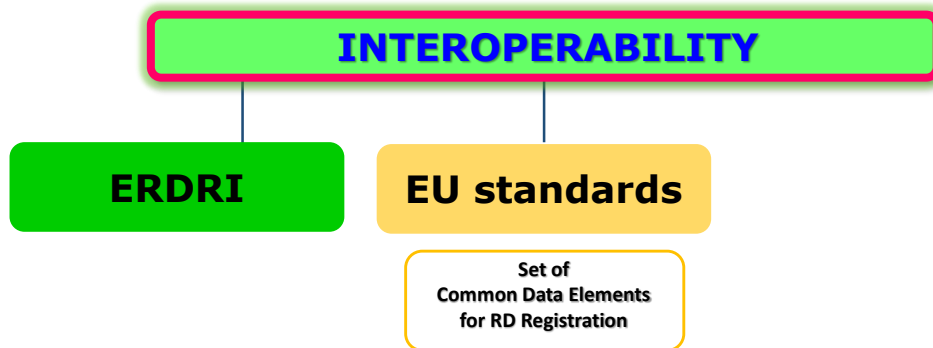 INTEROPERABILITY
ERDRI
EU standards
Set of
Common Data Elements
for RD Registration